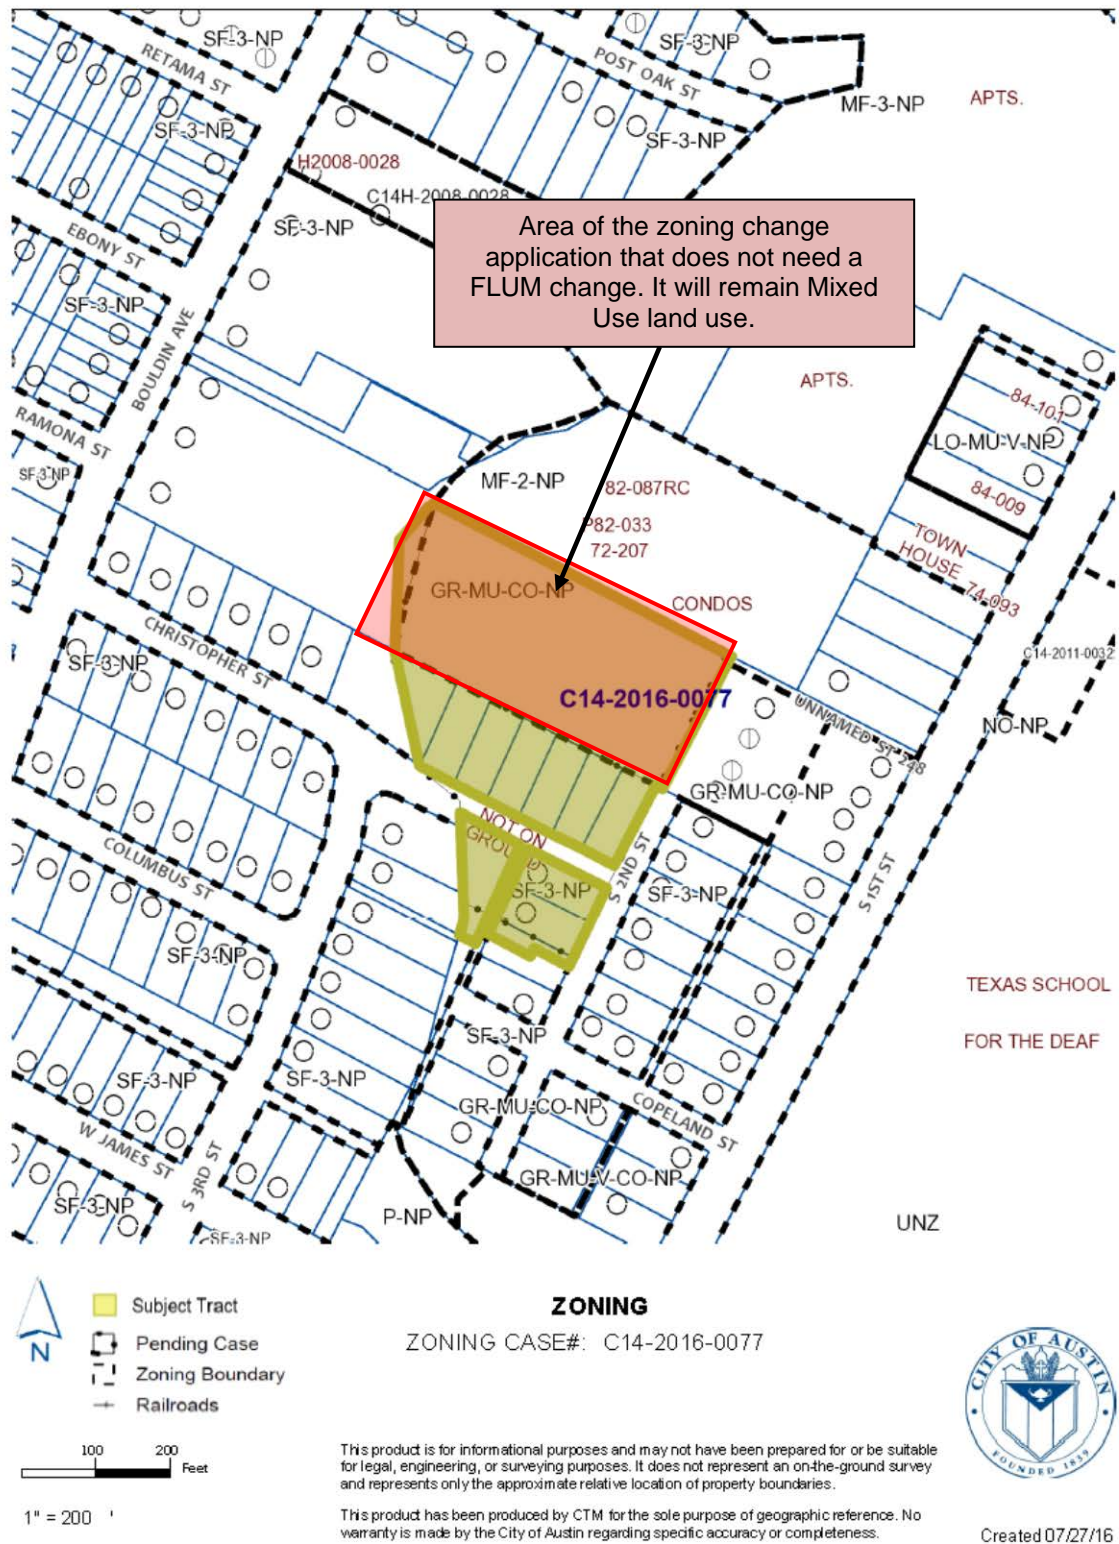 SF-3-NP
RETAMA ST
SF-3-NP
POST OAK ST
MF-3-NP
APTS.
SF-3-NP
SF-3-NP
H2008-0028
C14H-2008-0028
SF-3-NP
EBONY ST
SF-3-NP
BOULDIN AVE
Area of the zoning change
application that does not need a
FLUM change. It will remain Mixed
Use land use.
APTS.
84-101
LO-MU-V-NP
84-009
RAMONA ST
SF-3-NP
MF-2-NP
82-087RC
P82-033
72-207
TOWN
HOUSE 74-093
GR-MU-CO-NP
CONDOS
C14-2011-0032
CHRISTOPHER ST
SF-3-NP
C14-2016-0077
UNNAMED ST 248
NO-NP
GR-MU-CO-NP
NOT ON
GROUND
COLUMBUS ST
SF-3-NP
S 2ND ST
SF-3-NP
S 1ST ST
SF-3-NP
TEXAS SCHOOL
FOR THE DEAF
SF-3-NP
SF-3-NP
SF-3-NP
GR-MU-CO-NP
COPELAND ST
W JAMES ST
S 3RD ST
GR-MU-V-CO-NP
SF-3-NP
P-NP
UNZ
SF-3-NP
N
Subject Tract
Pending Case
Zoning Boundary
Railroads
ZONING
ZONING CASE#: C14-2016-0077
CITY OF AUSTIN
FOUNDED 1839
100 200
Feet
1" = 200 '
This product is for informational purposes and may not have been prepared for or be suitable
for legal, engineering, or surveying purposes. It does not represent an on-the-ground survey
and represents only the approximate relative location of property boundaries.
This product has been produced by CTM for the sole purpose of geographic reference. No
warranty is made by the City of Austin regarding specific accuracy or completeness.
Created 07/27/16